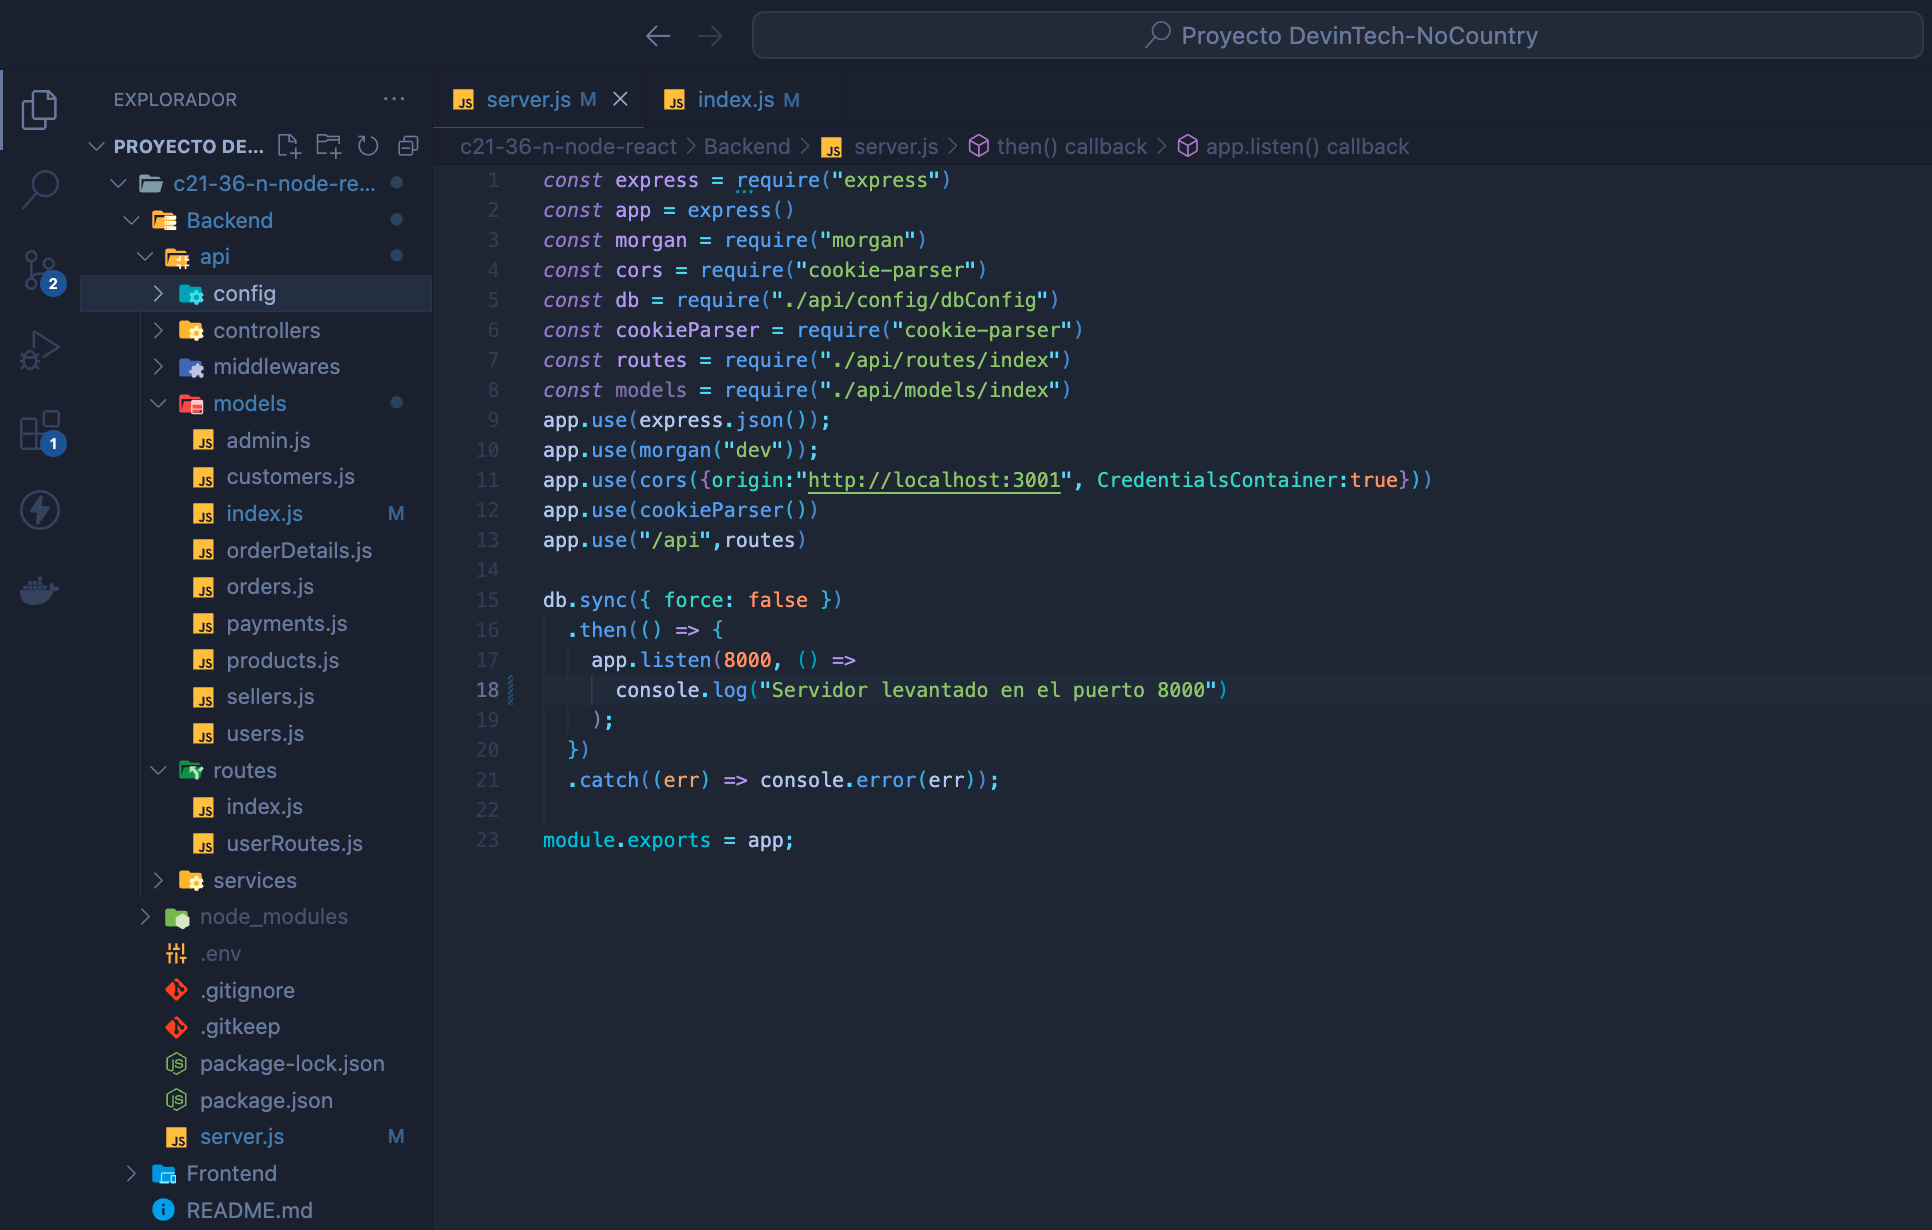 Proyecto DevinTech-NoCountry
EXPLORADOR
PROYECTO DE...
c21-36-n-node-re...
Backend
api
config
controllers
middlewares
models
admin.js
customers.js
index.js M
orderDetails.js
orders.js
payments.js
products.js
sellers.js
users.js
routes
index.js
userRoutes.js
services
node_modules
.env
.gitignore
.gitkeep
package-lock.json
package.json
server.js M
Frontend
README.md
2
1
server.js M
index.js M
c21-36-n-node-react > Backend > server.js > then() callback > app.listen() callback
1 const express = require("express")
2 const app = express()
3 const morgan = require("morgan")
4 const cors = require("cookie-parser")
5 const db = require("./api/config/dbConfig")
6 const cookieParser = require("cookie-parser")
7 const routes = require("./api/routes/index")
8 const models = require("./api/models/index")
9 app.use(express.json());
10 app.use(morgan("dev"));
11 app.use(cors({origin:"http://localhost:3001", CredentialsContainer:true}))
12 app.use(cookieParser())
13 app.use("/api",routes)
14
15 db.sync({ force: false })
16 .then(() => {
17 app.listen(8000, () =>
18 console.log("Servidor levantado en el puerto 8000")
19 );
20 })
21 .catch((err) => console.error(err));
22
23 module.exports = app;